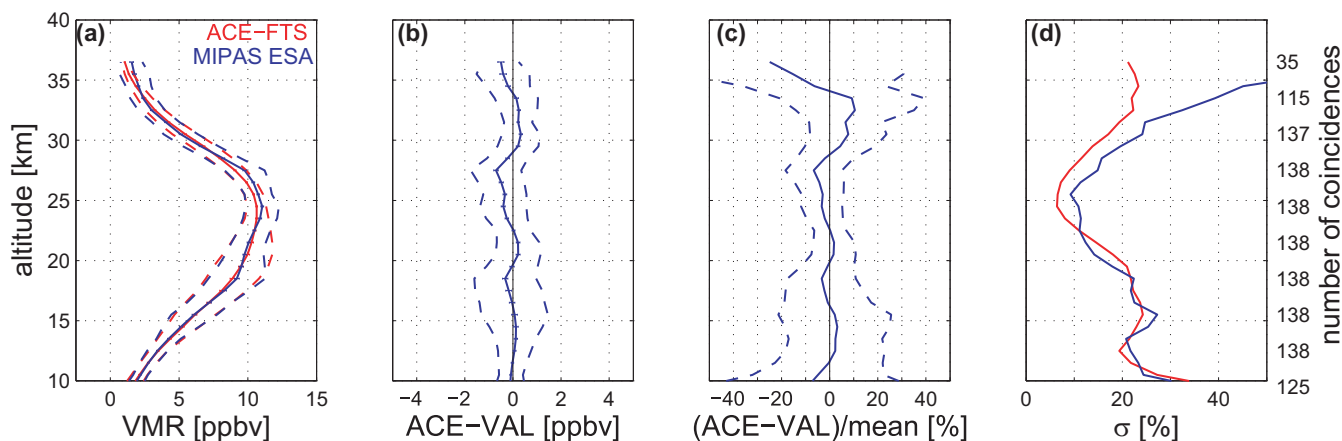 (a)
ACE−FTS
MIPAS ESA
(b)
(c)
(d)
altitude [km]
40
35
30
25
20
15
10
0
5
10
15
VMR [ppbv]
−4
−2
0
2
4
ACE−VAL [ppbv]
−40
−20
0
20
40
(ACE−VAL)/mean [%]
0
20
40
σ [%]
35
115
137
138
138
138
138
138
138
125
number of coincidences